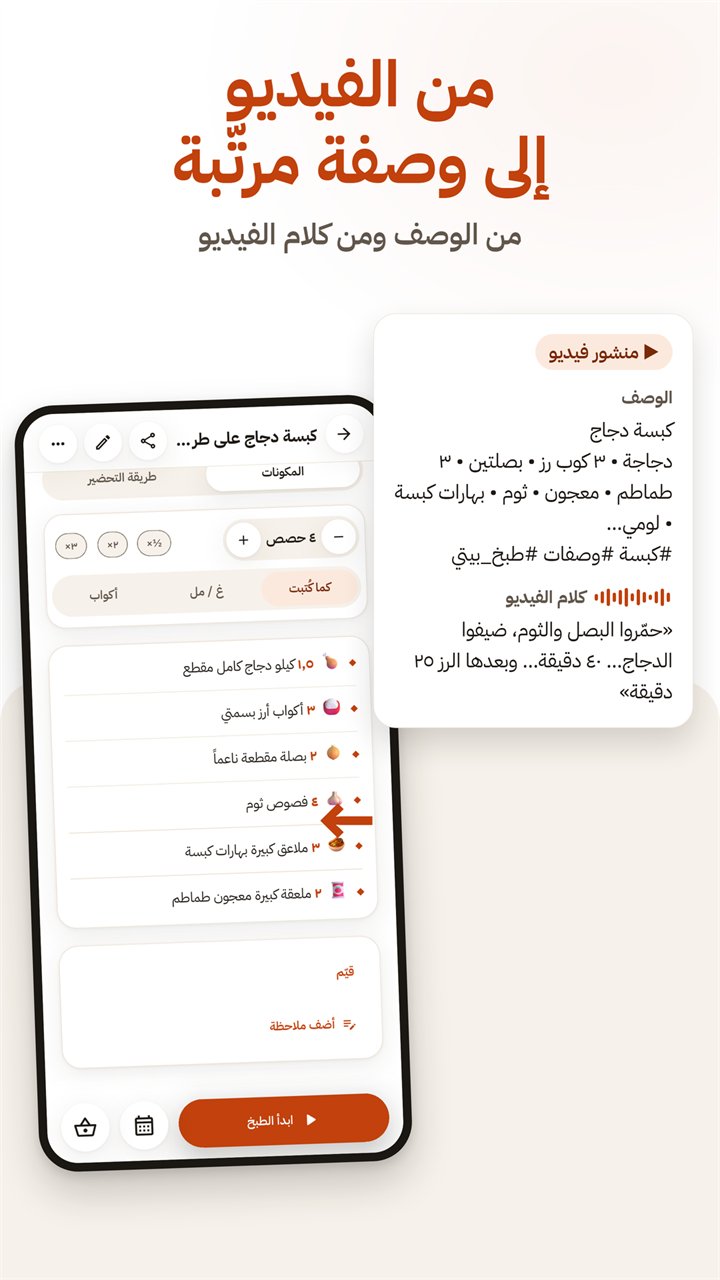 من الفيديو
إلى وصفة مرتّبة
من الوصف ومن كلام الفيديو
منشور فيديو
الوصف
كبسة دجاج
دجاجة • ٣ كوب رز • بصلتين • ٣
طماطم • معجون • ثوم • بهارات كبسة
• لومي...
#كبسة #وصفات #طبخ_بيتي
كلام الفيديو
«حمّروا البصل والثوم، ضيفوا
الدجاج... ٤٠ دقيقة... وبعدها الرز ٢٥
دقيقة»
كبسة دجاج على طر...
المكونات
طريقة التحضير
− ٤ حصص +
×½
×٢
×٣
كما كُتبت
غ / مل
أكواب
١,٥ كيلو دجاج كامل مقطع
٣ أكواب أرز بسمتي
٢ بصلة مقطعة ناعماً
٤ فصوص ثوم
٣ ملاعق كبيرة بهارات كبسة
٢ ملعقة كبيرة معجون طماطم
قيّم
أضف ملاحظة
ابدأ الطبخ